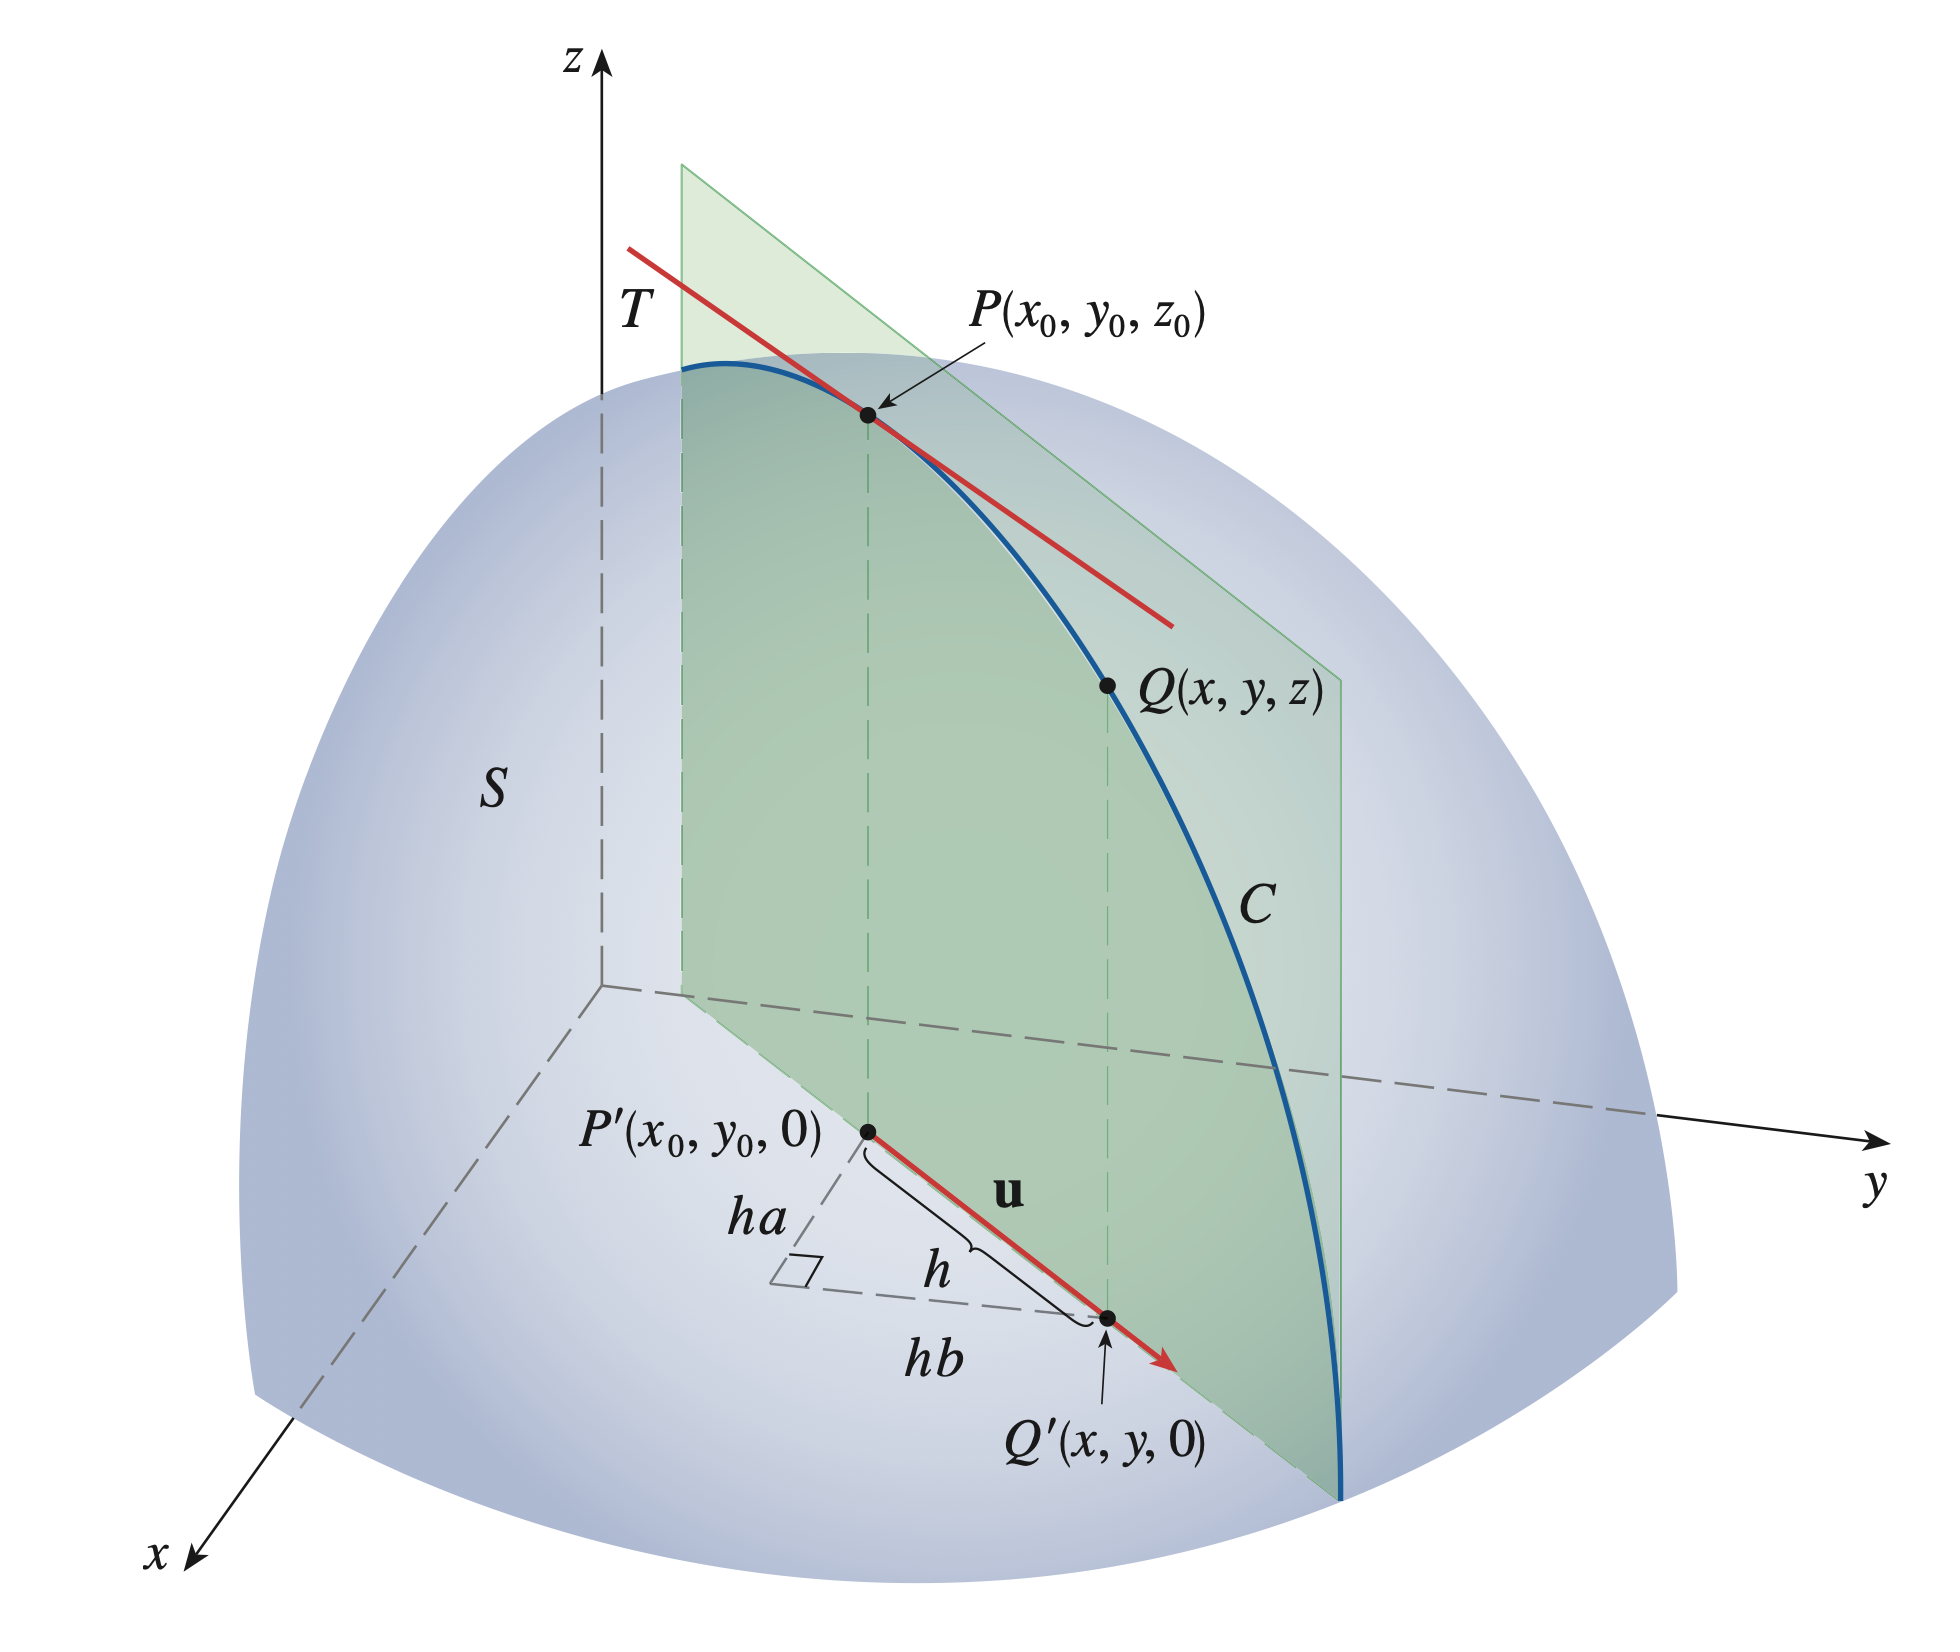 z
T
P(x₀, y₀, z₀)
Q(x, y, z)
S
C
P′(x₀, y₀, 0)
u
y
ha
h
hb
Q′(x, y, 0)
x